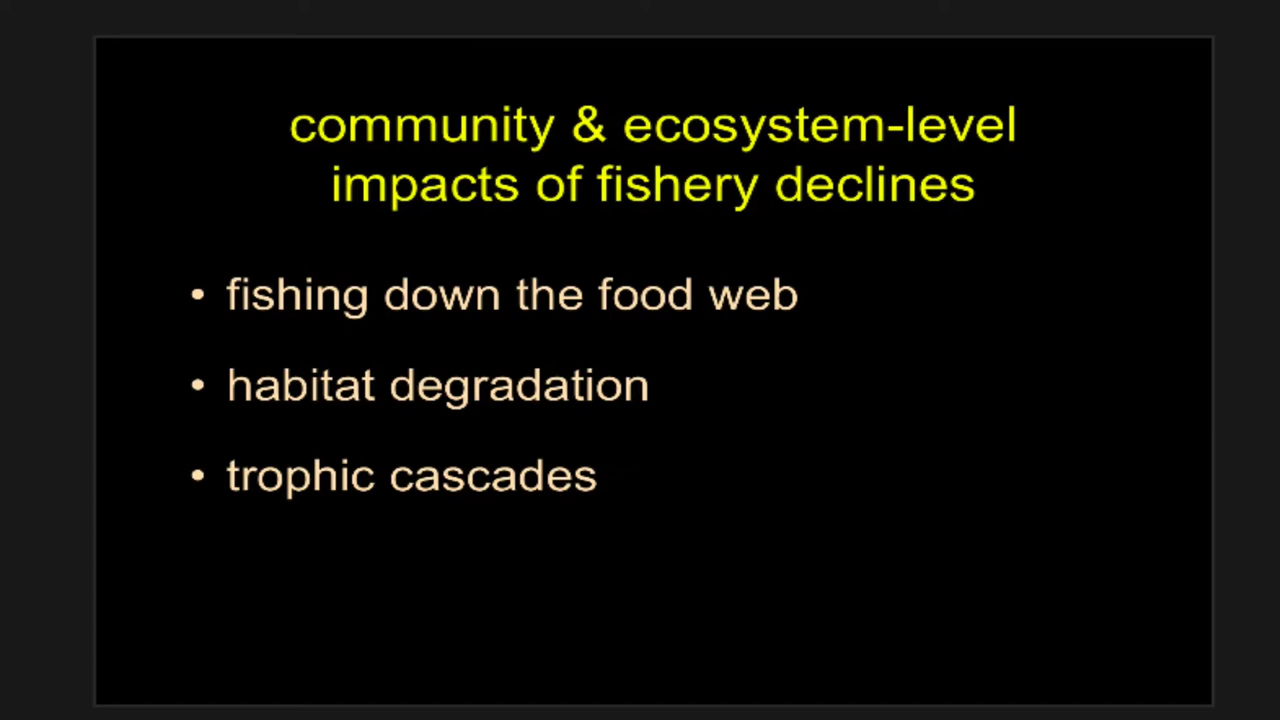 community & ecosystem-level
impacts of fishery declines
• fishing down the food web
• habitat degradation
• trophic cascades